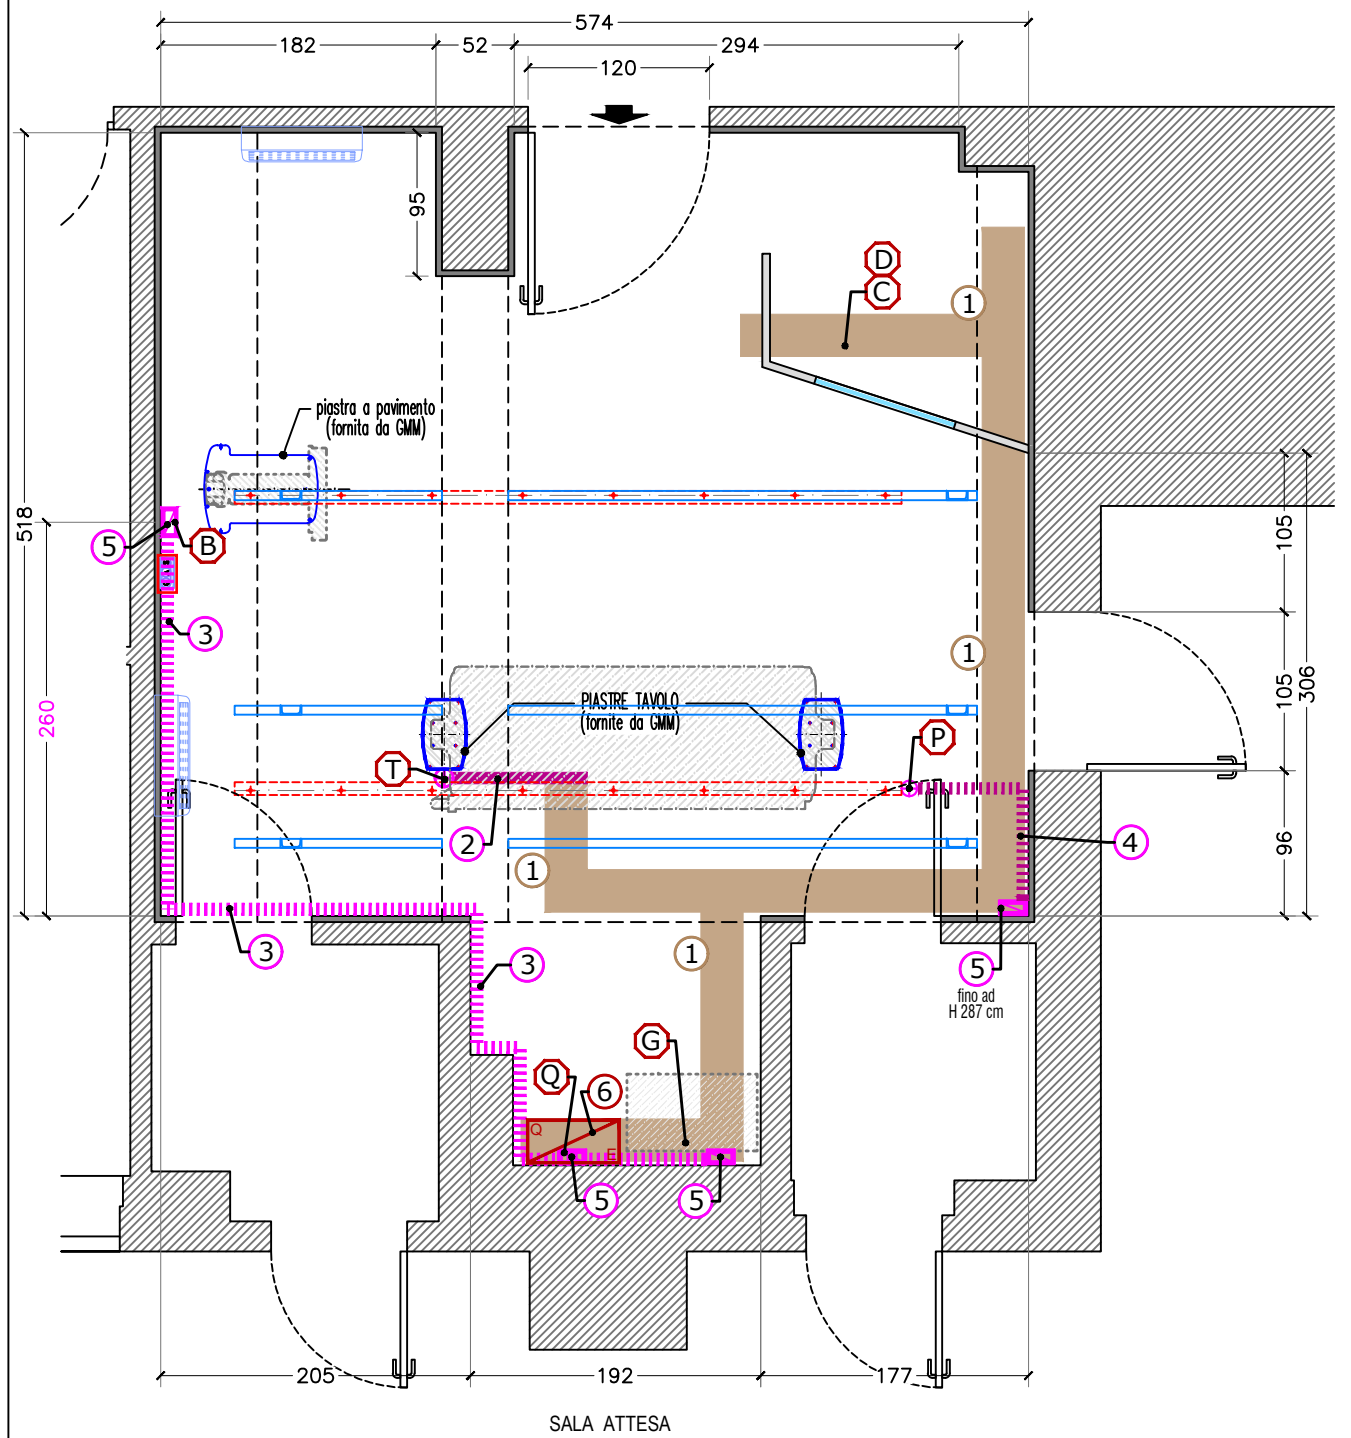 574
182
52
294
120
95
D
C
1
piastra a pavimento
(fornita da GMM)
518
105
5
B
3
1
306
PIASTRE TAVOLO
(fornite da GMM)
105
260
P
T
2
4
96
1
3
3
1
5
fino ad
H 287 cm
G
Q
6
Q
E
5
5
205
192
177
SALA ATTESA